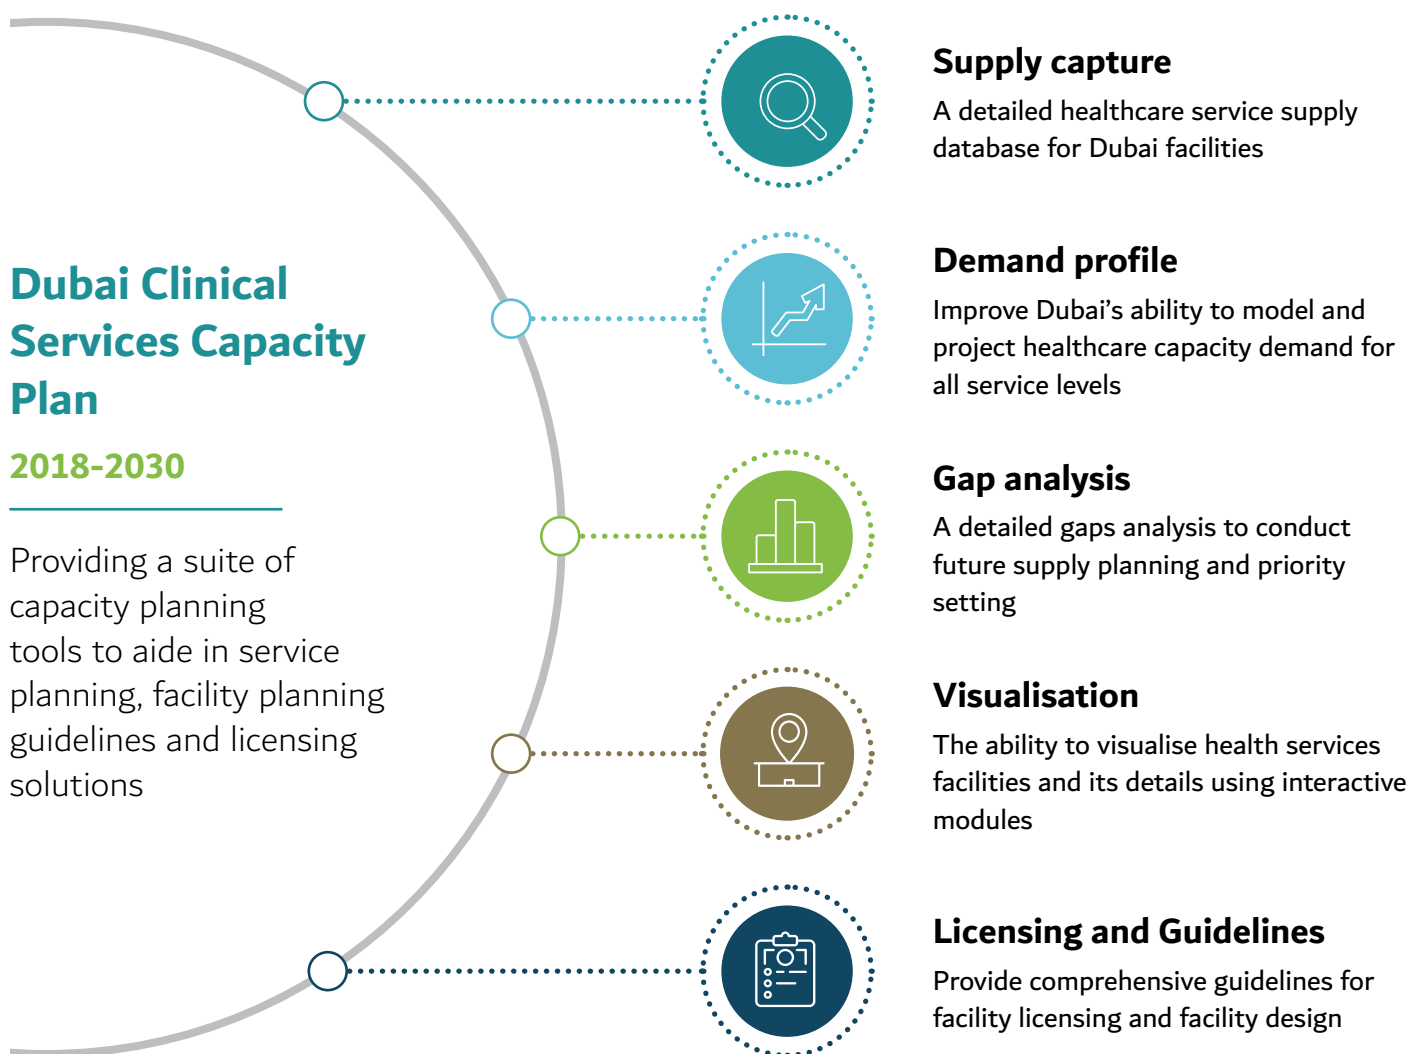 Dubai Clinical
Services Capacity
Plan
2018-2030
Providing a suite of
capacity planning
tools to aide in service
planning, facility planning
guidelines and licensing
solutions
Supply capture
A detailed healthcare service supply
database for Dubai facilities
Demand profile
Improve Dubai’s ability to model and
project healthcare capacity demand for
all service levels
Gap analysis
A detailed gaps analysis to conduct
future supply planning and priority
setting
Visualisation
The ability to visualise health services
facilities and its details using interactive
modules
Licensing and Guidelines
Provide comprehensive guidelines for
facility licensing and facility design